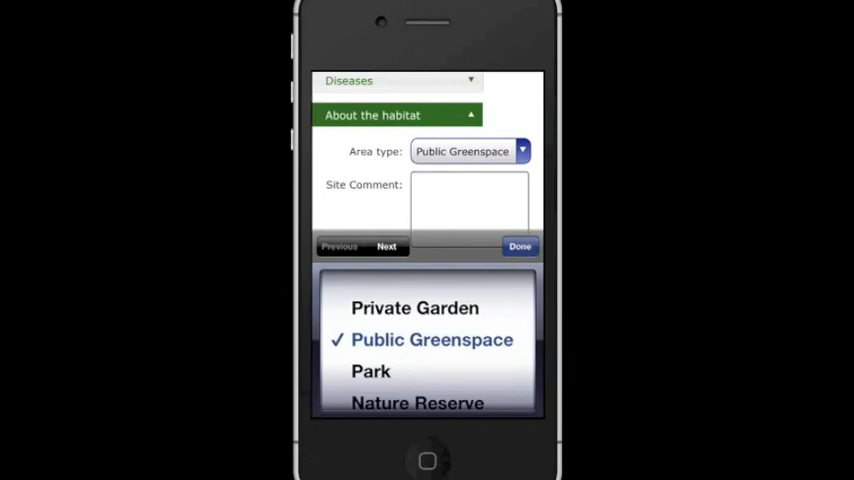 Diseases
About the habitat
Area type: Public Greenspace
Site Comment:
Previous Next Done
Private Garden
✓ Public Greenspace
Park
Nature Reserve